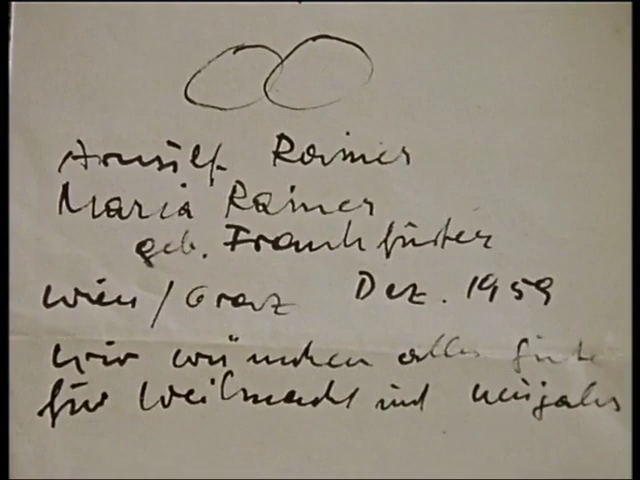 Arnulf Rainer
Maria Rainer
geb. Frankfurter
Wien/Graz Dez. 1959
wir wünschen alles gute
für Weihnacht und neujahr